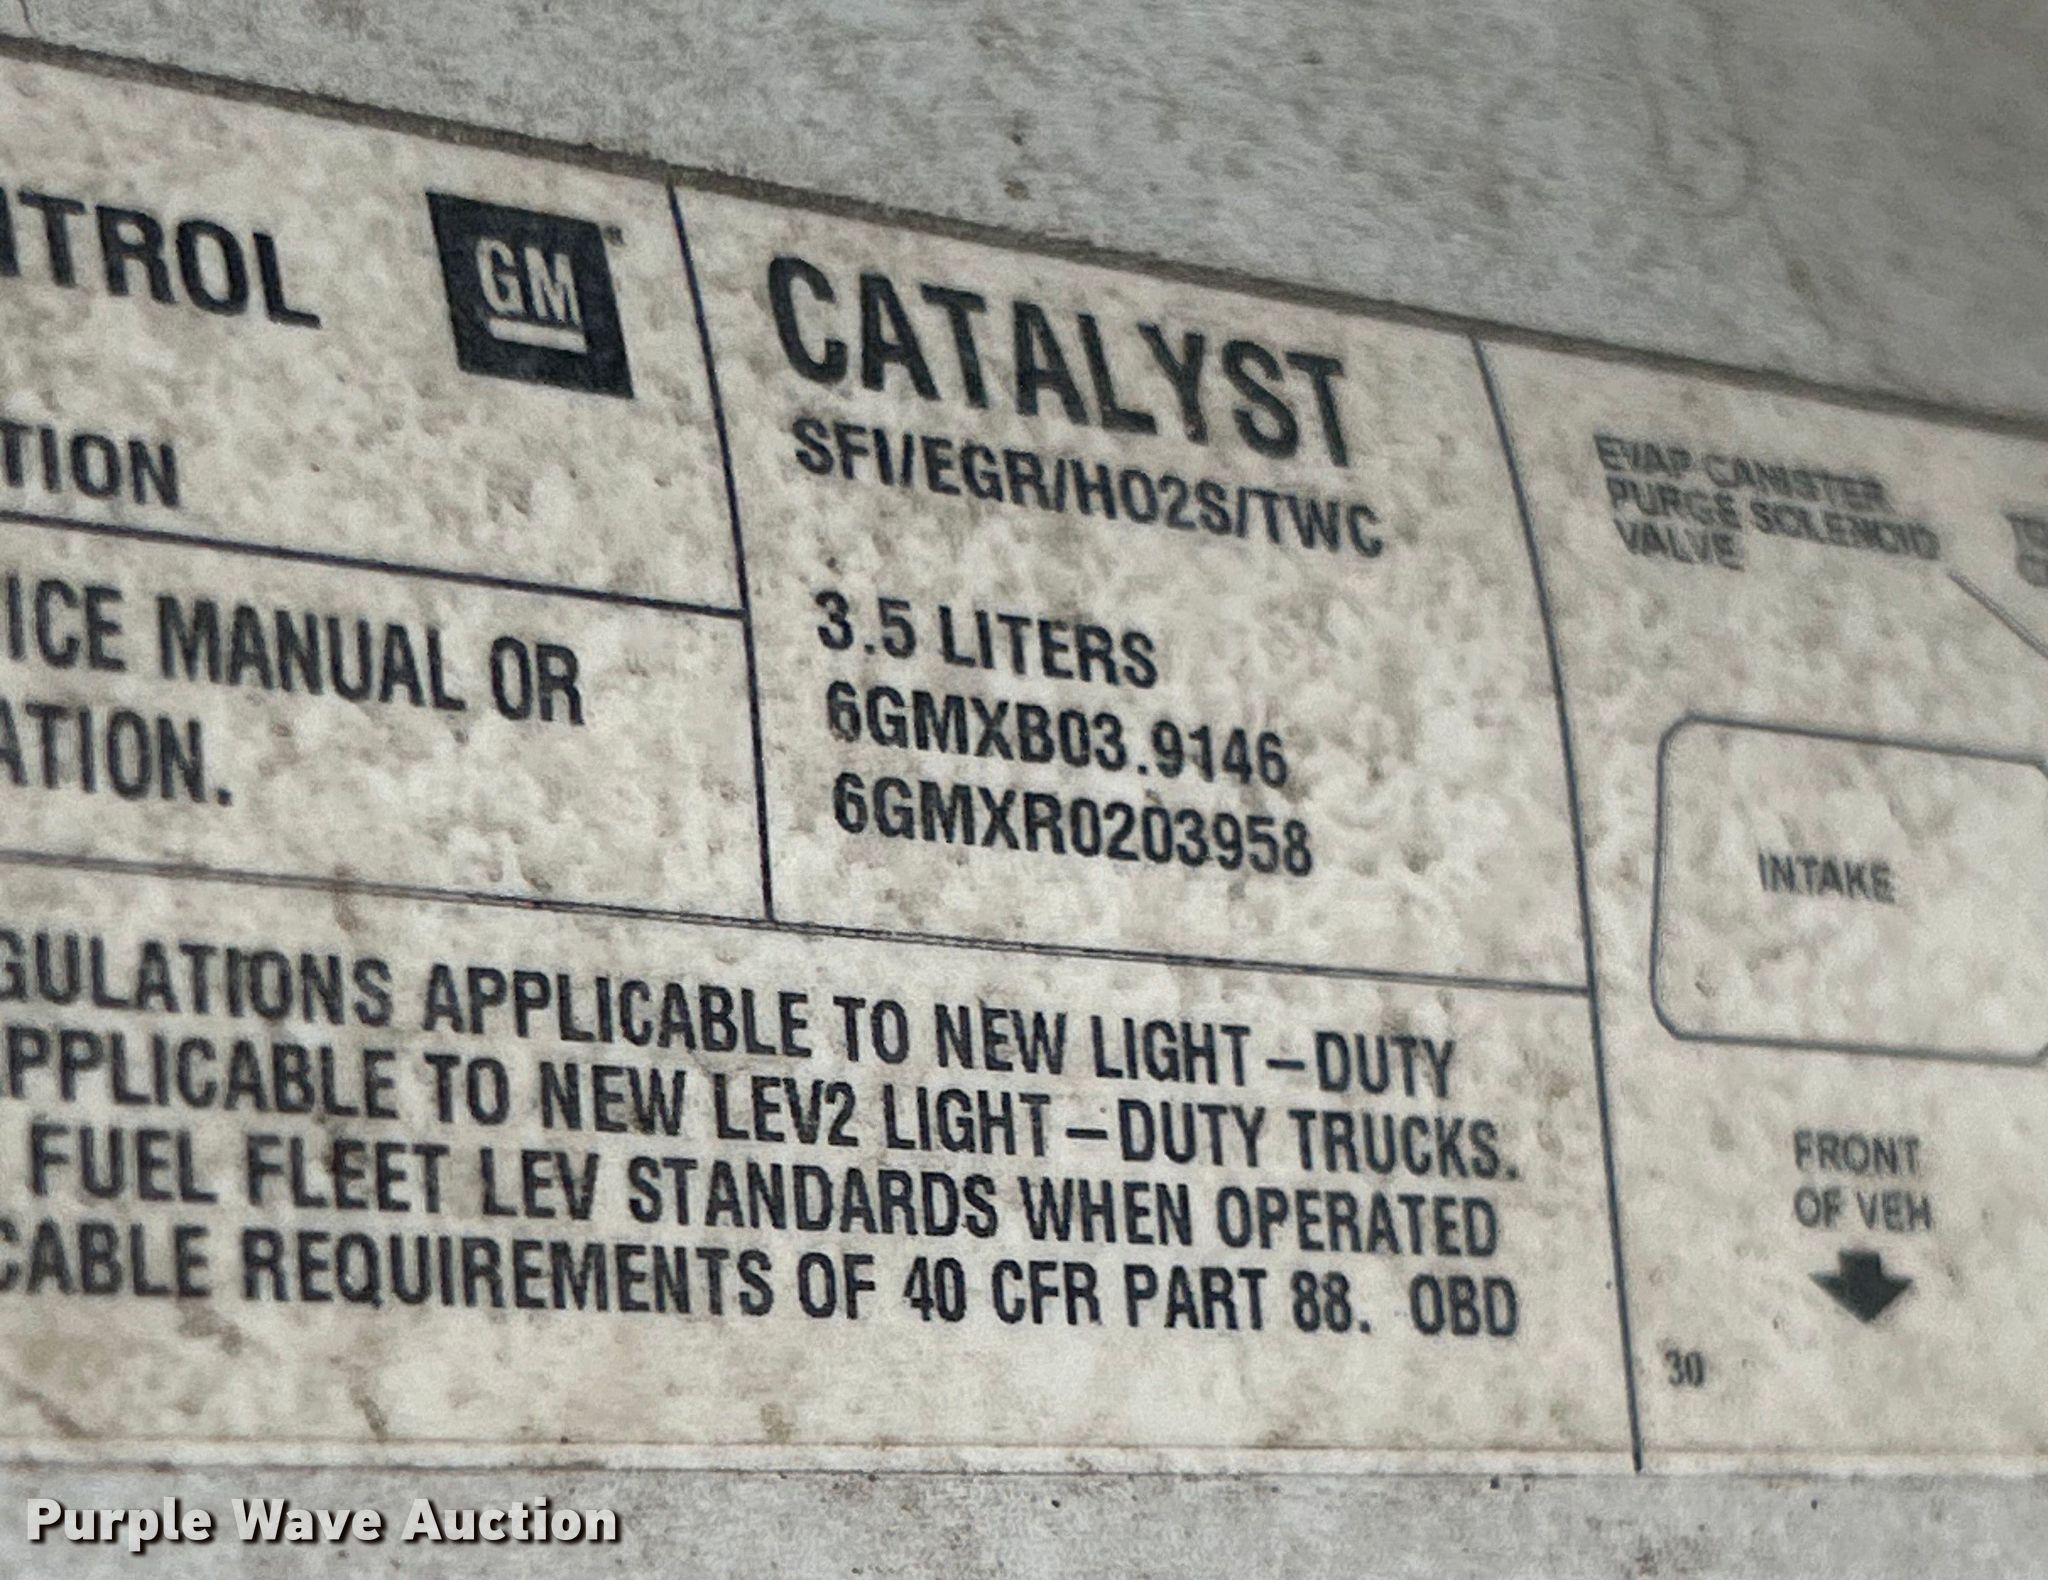 NTROL
GM
TION
ICE MANUAL OR
ATION.
CATALYST
SFI/EGR/HO2S/TWC
3.5 LITERS
6GMXB03.9146
6GMXR0203958
GULATIONS APPLICABLE TO NEW LIGHT–DUTY
APPLICABLE TO NEW LEV2 LIGHT–DUTY TRUCKS.
FUEL FLEET LEV STANDARDS WHEN OPERATED
CABLE REQUIREMENTS OF 40 CFR PART 88. OBD
EVAP CANISTER
PURGE SOLENOID
VALVE
INTAKE
FRONT
OF VEH
30
Purple Wave Auction